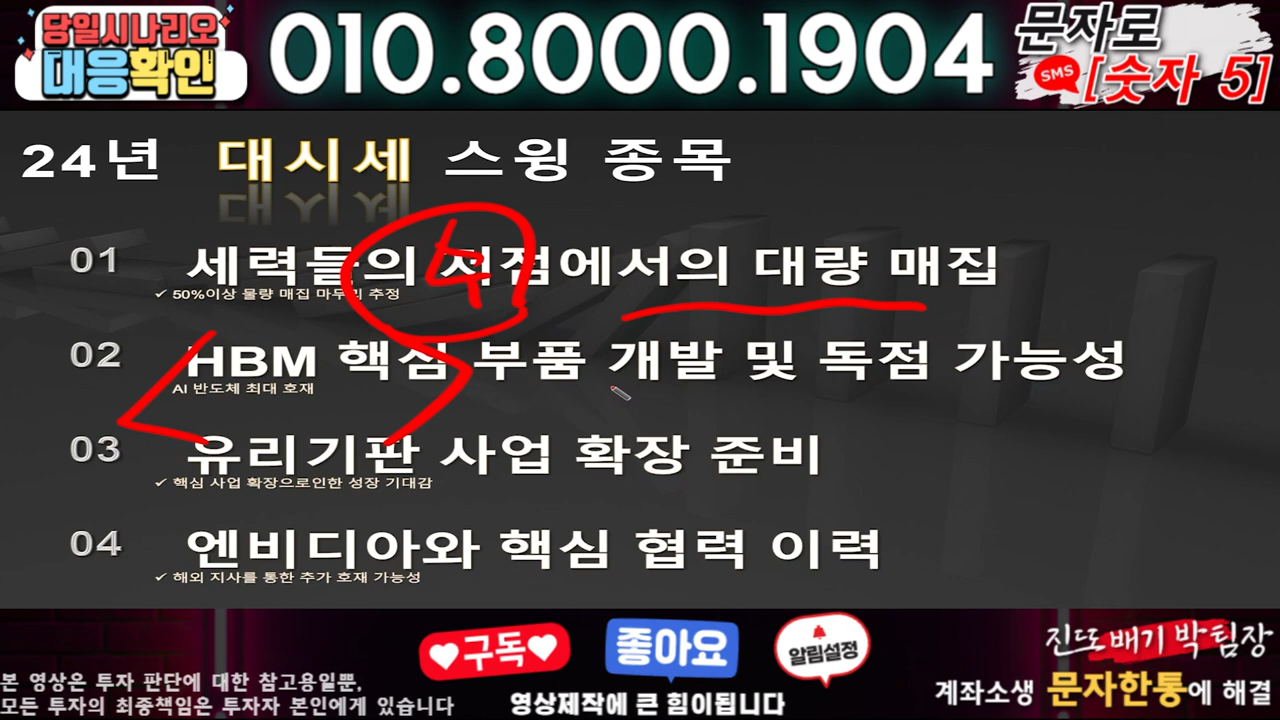 당일시나리오
대응확인
010.8000.1904
문자로
SMS
[숫자 5]
24년 대시세 스윙 종목
01 세력들의 저점에서의 대량 매집
✓ 50%이상 물량 매집 마무리 추정
02 HBM 핵심 부품 개발 및 독점 가능성
AI 반도체 최대 호재
03 유리기판 사업 확장 준비
✓ 핵심 사업 확장으로인한 성장 기대감
04 엔비디아와 핵심 협력 이력
✓ 해외 지사를 통한 추가 호재 가능성
구독
좋아요
알림설정
영상제작에 큰 힘이됩니다
본 영상은 투자 판단에 대한 참고용일뿐,
모든 투자의 최종책임은 투자자 본인에게 있습니다
진또배기 박팀장
계좌소생 문자한통에 해결